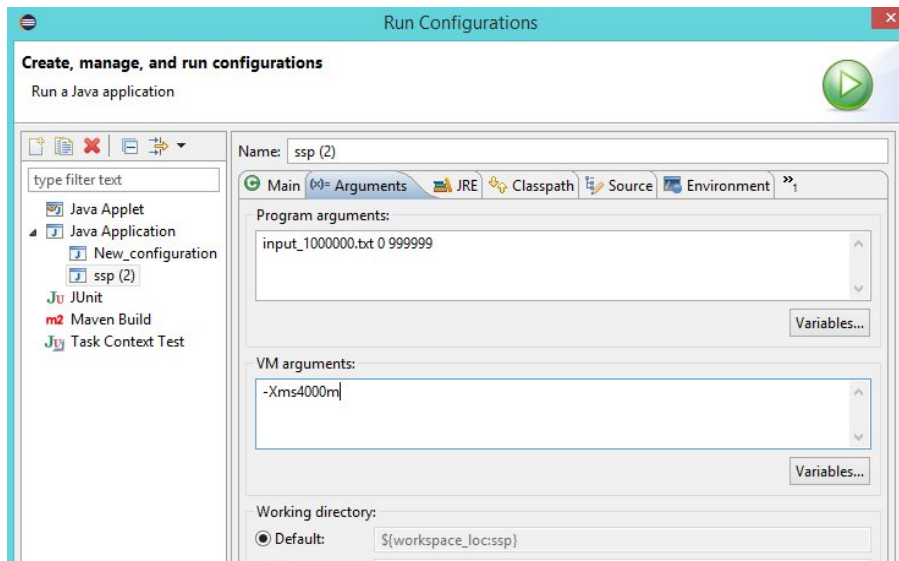 Run Configurations
Create, manage, and run configurations
Run a Java application
type filter text
Java Applet
Java Application
New_configuration
ssp (2)
JUnit
Maven Build
Task Context Test
Name: ssp (2)
Main (x)= Arguments JRE Classpath Source Environment »1
Program arguments:
input_1000000.txt 0 999999
Variables...
VM arguments:
-Xms4000m
Variables...
Working directory:
Default: ${workspace_loc:ssp}